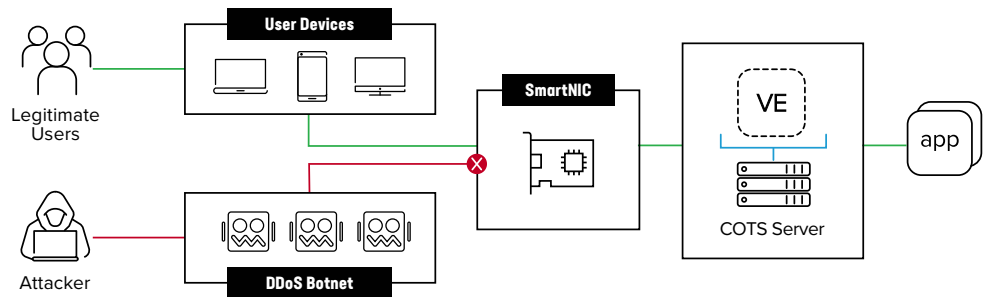 User Devices
Legitimate
Users
SmartNIC
VE
app
X
COTS Server
Attacker
DDoS Botnet